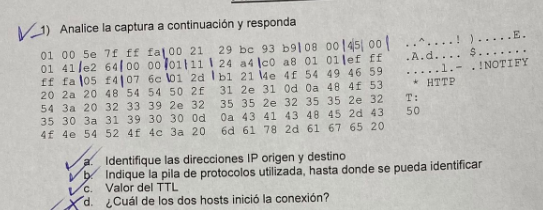 1) Analice la captura a continuación y responda
01 00 5e 7f ff fa 00 21 29 bc 93 b9 08 00 45 00 ..^....! ).....E.
01 41 e2 64 00 00 01 11 24 a4 c0 a8 01 01 ef ff .A.d.... $.......
ff fa 05 f4 07 6c 01 2d b1 21 4e 4f 54 49 46 59 .....l.- .!NOTIFY
20 2a 20 48 54 54 50 2f 31 2e 31 0d 0a 48 4f 53 * HTTP
54 3a 20 32 33 39 2e 32 35 35 2e 32 35 35 2e 32 T:
35 30 3a 31 39 30 30 0d 0a 43 41 43 48 45 2d 43 50
4f 4e 54 52 4f 4c 3a 20 6d 61 78 2d 61 67 65 20
a. Identifique las direcciones IP origen y destino
b. Indique la pila de protocolos utilizada, hasta donde se pueda identificar
c. Valor del TTL
d. ¿Cuál de los dos hosts inició la conexión?